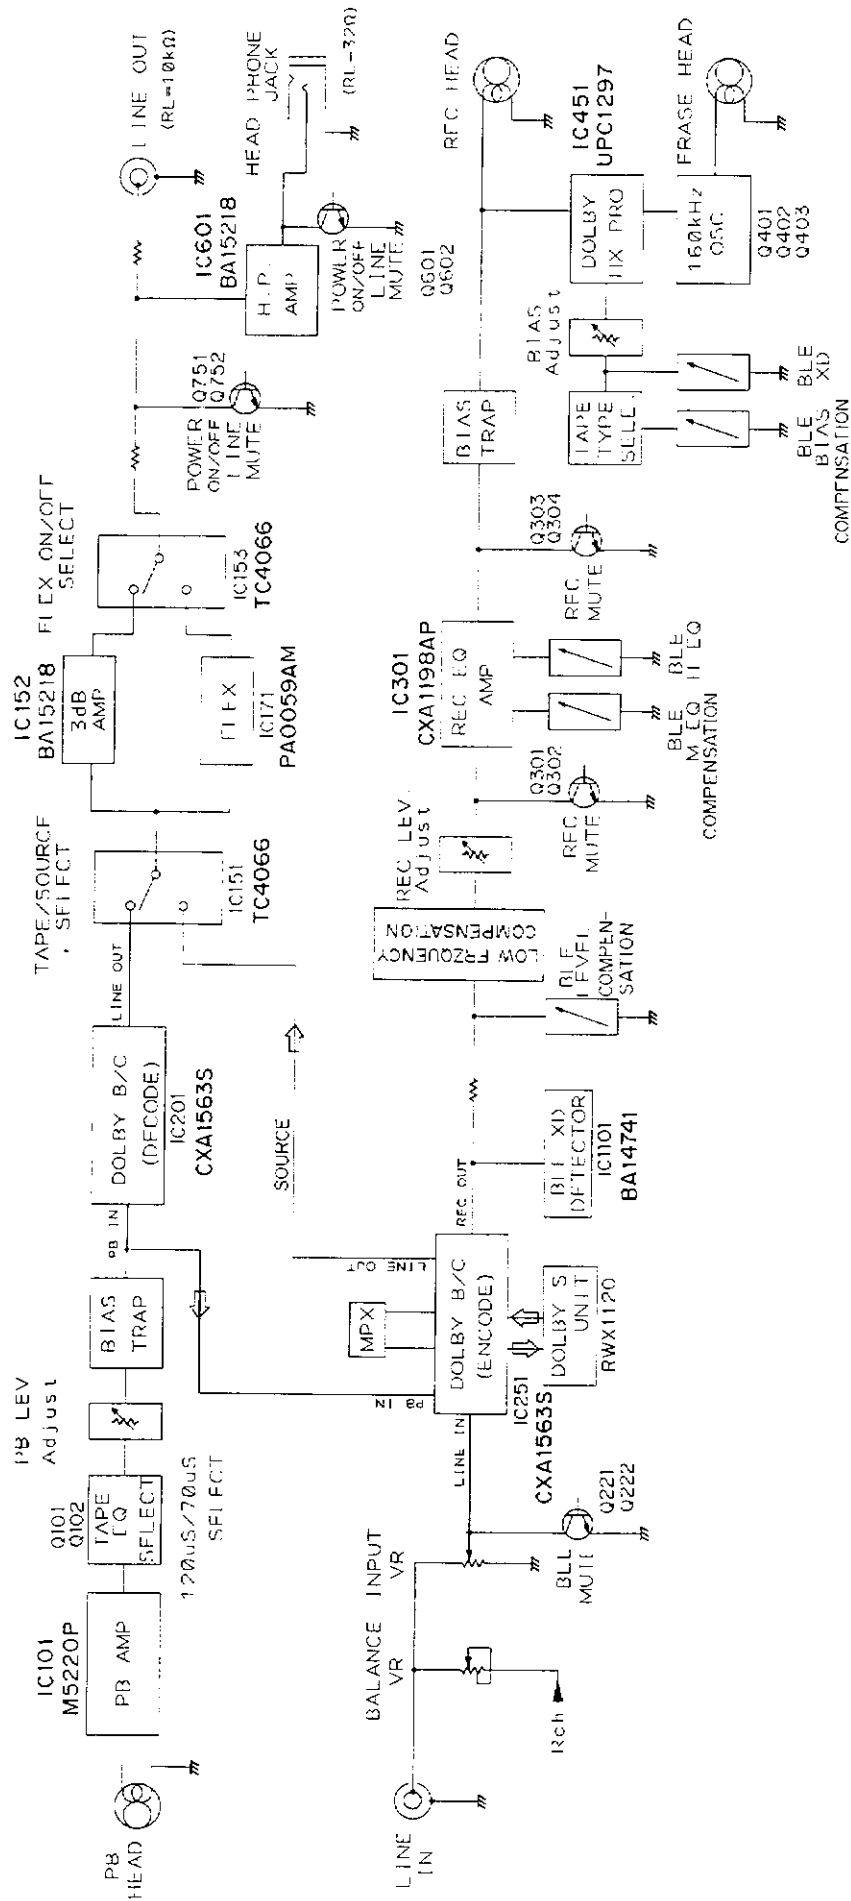 PB
HEAD
IC101
M5220P
PB AMP
Q101
Q102
TAPE
EQ
SELECT
120uS/70uS
SELECT
PB LEV
Adjust
BIAS
TRAP
PB IN
DOLBY B/C
(DECODE)
IC201
CXA1563S
LINE OUT
TAPE/SOURCE
SELECT
IC151
TC4066
IC152
BA15218
3dB
AMP
FLEX
IC171
PA0059AM
FLEX ON/OFF
SELECT
IC153
TC4066
POWER
ON/OFF
LINE
MUTE
Q751
Q752
IC601
BA15218
H.P.
AMP
POWER
ON/OFF
LINE
MUTE
Q601
Q602
LINE OUT
(RL=10kΩ)
HEAD PHONE
JACK
(RL-32Ω)
SOURCE
LINE
IN
BALANCE
VR
Rch
INPUT
VR
BLL
MUTE
Q221
Q222
LINE IN
PB IN
LINE OUT
MPX
DOLBY B/C
(ENCODE)
IC251
CXA1563S
DOLBY S
UNIT
RWX1120
REC OUT
BLE XD
DETECTOR
IC1101
BA14741
BLE
LEVEL
COMPEN-
SATION
LOW FRZQUENCY
COMPENSATION
REC LEV
Adjust
REC
MUTE
Q301
Q302
IC301
CXA1198AP
REC EQ
AMP
BLE
M EQ
COMPENSATION
BLE
H EQ
REC
MUTE
Q303
Q304
BIAS
TRAP
TAPE
TYPE
SELE.
BLE
BIAS
COMPENSATION
BLE
XD
BIAS
Adjust
DOLBY
HX PRO
IC451
UPC1297
160kHz
OSC
Q401
Q402
Q403
REC HEAD
ERASE HEAD